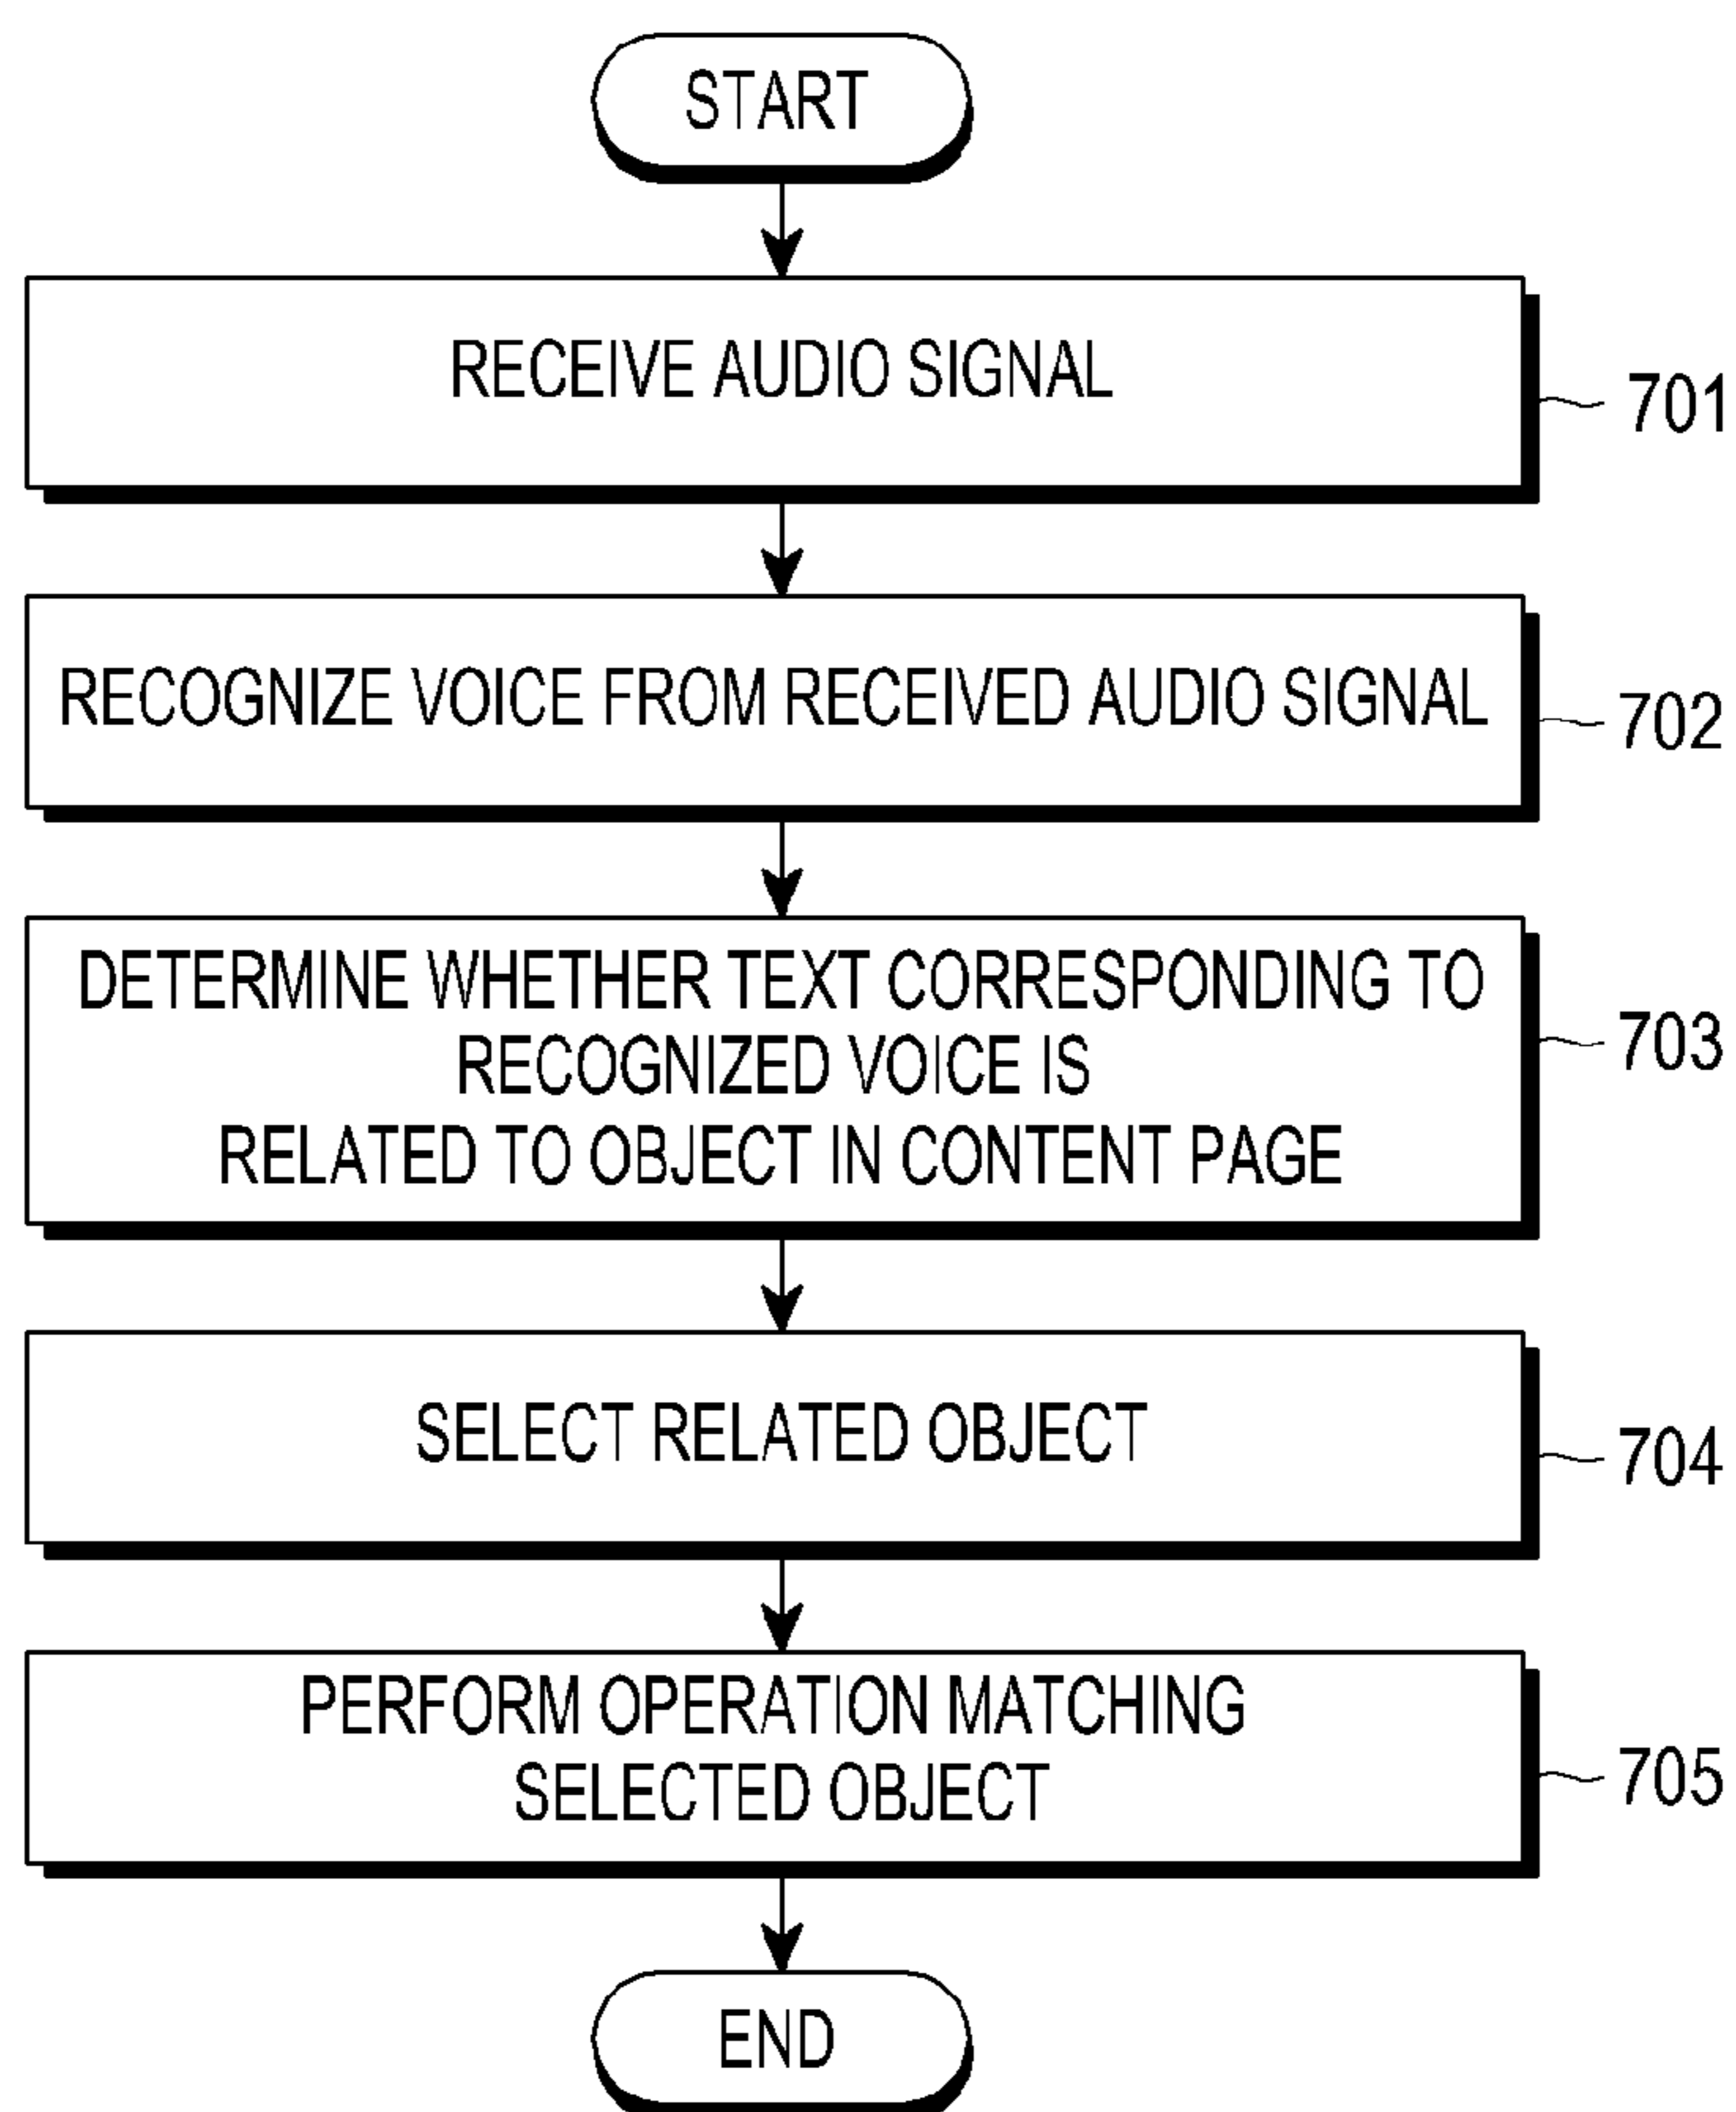 START
RECEIVE AUDIO SIGNAL
701
RECOGNIZE VOICE FROM RECEIVED AUDIO SIGNAL
702
DETERMINE WHETHER TEXT CORRESPONDING TO
RECOGNIZED VOICE IS
RELATED TO OBJECT IN CONTENT PAGE
703
SELECT RELATED OBJECT
704
PERFORM OPERATION MATCHING
SELECTED OBJECT
705
END